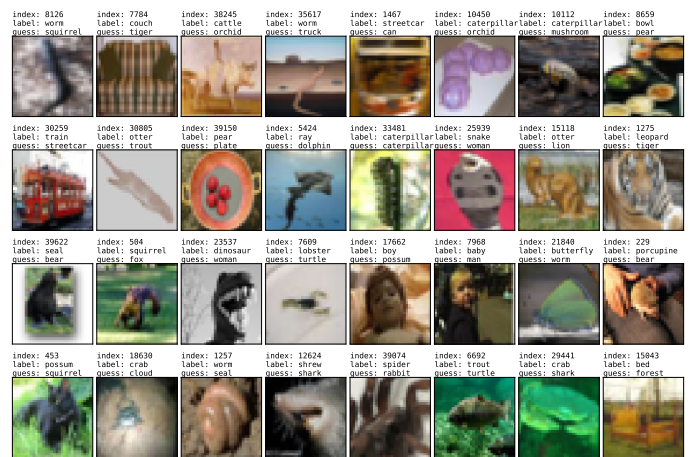 index: 8126
label: worm
guess: squirrel
index: 7784
label: couch
guess: tiger
index: 38245
label: cattle
guess: orchid
index: 35617
label: worm
guess: truck
index: 1467
label: streetcar
guess: can
index: 10450
label: caterpillar
guess: orchid
index: 10112
label: caterpillar
guess: mushroom
index: 8659
label: bowl
guess: pear
index: 30259
label: train
guess: streetcar
index: 30805
label: otter
guess: trout
index: 39150
label: pear
guess: plate
index: 5424
label: ray
guess: dolphin
index: 33481
label: caterpillar
guess: caterpillar
index: 25939
label: snake
guess: woman
index: 15118
label: otter
guess: lion
index: 1275
label: leopard
guess: tiger
index: 39622
label: seal
guess: bear
index: 504
label: squirrel
guess: fox
index: 23537
label: dinosaur
guess: woman
index: 7609
label: lobster
guess: turtle
index: 17662
label: boy
guess: possum
index: 7968
label: baby
guess: man
index: 21840
label: butterfly
guess: worm
index: 229
label: porcupine
guess: bear
index: 453
label: possum
guess: squirrel
index: 18630
label: crab
guess: cloud
index: 1257
label: worm
guess: seal
index: 12624
label: shrew
guess: shark
index: 39074
label: spider
guess: rabbit
index: 6692
label: trout
guess: turtle
index: 29441
label: crab
guess: shark
index: 15043
label: bed
guess: forest